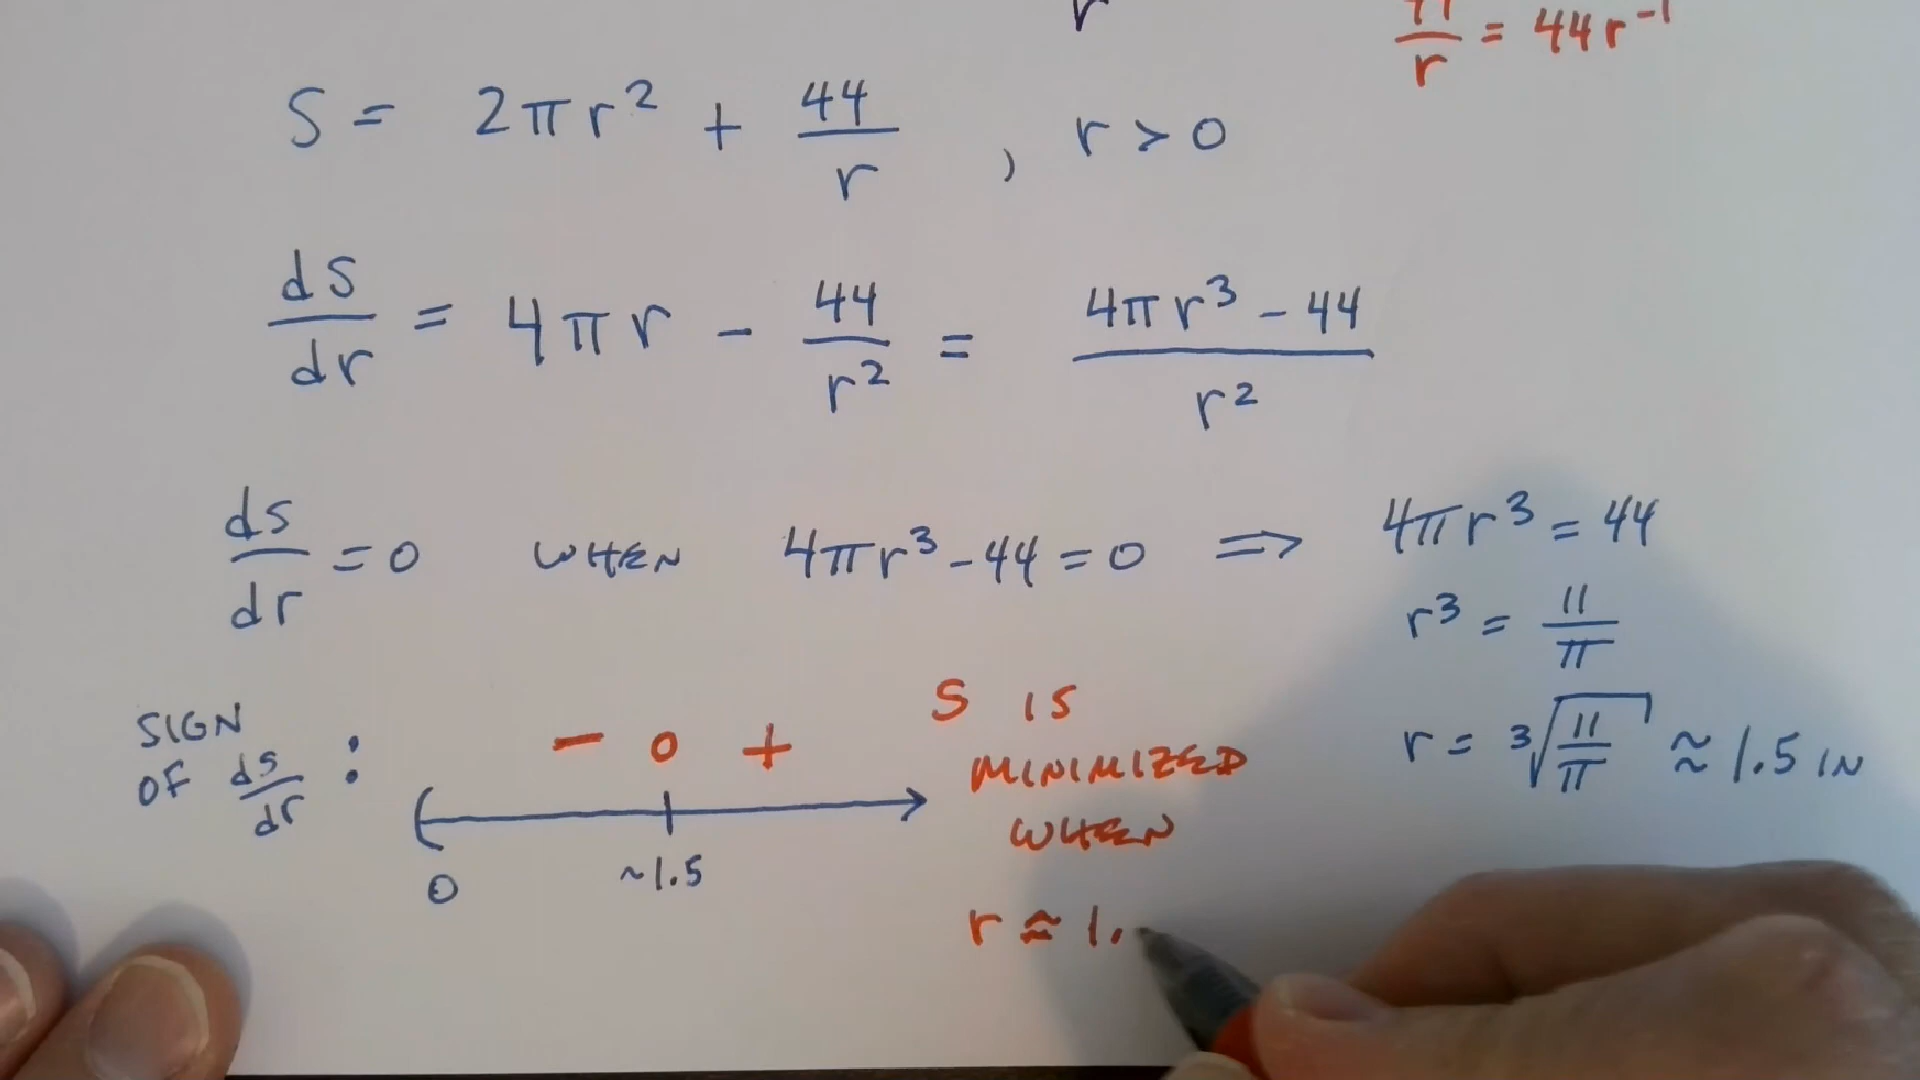 r
44/r = 44r⁻¹
S = 2πr² + 44/r , r > 0
dS/dr = 4πr - 44/r² = (4πr³ - 44)/r²
ds/dr = 0 WHEN 4πr³ - 44 = 0 ⇒ 4πr³ = 44
r³ = 11/π
r = ³√(11/π) ≈ 1.5 IN
SIGN
OF ds/dr :
- 0 +
0 ~1.5
S IS
MINIMIZED
WHEN
r ≈ 1.